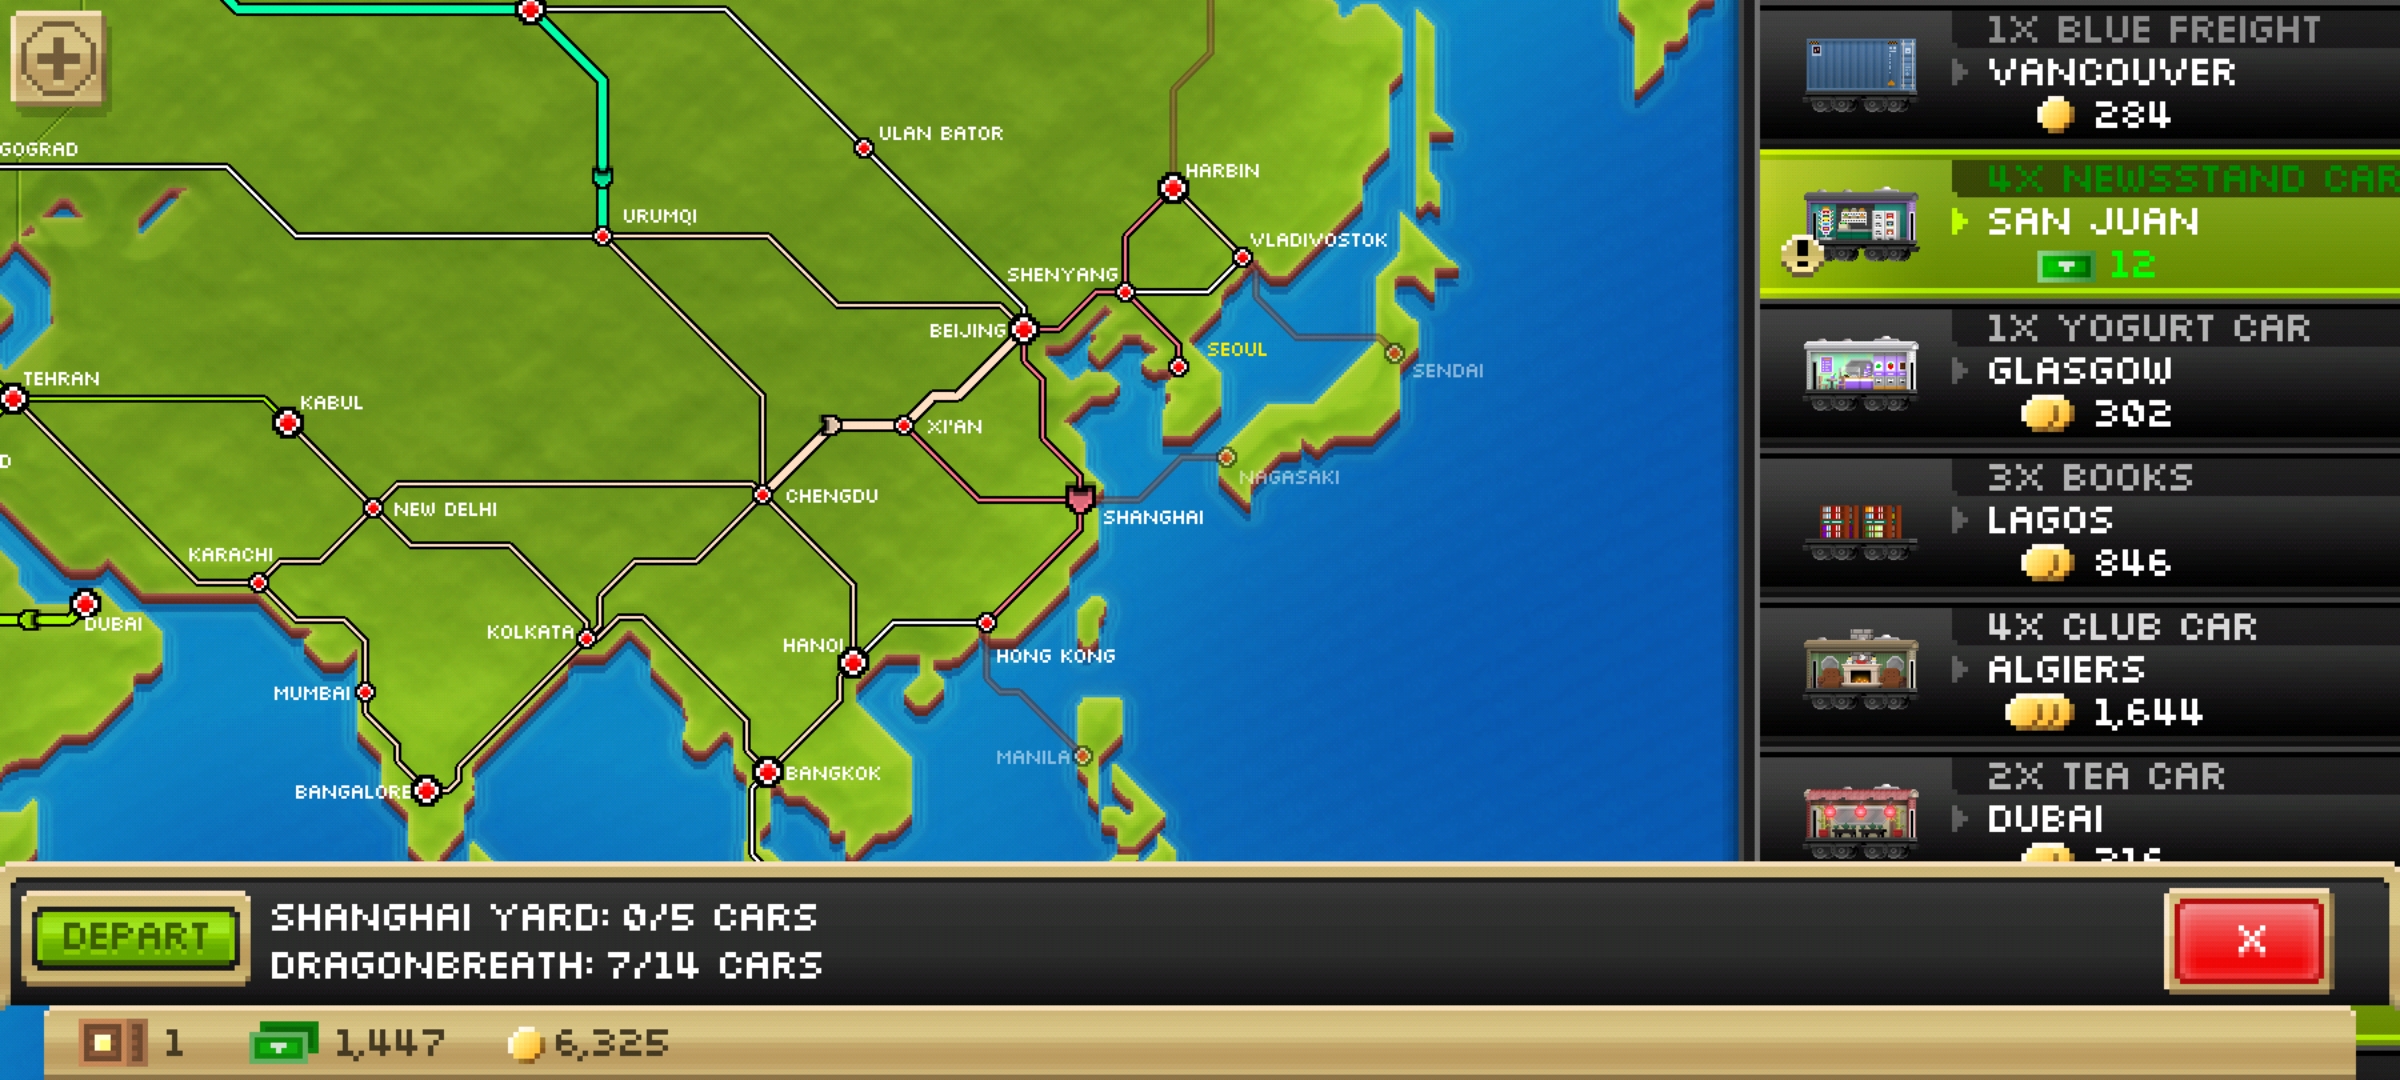 ULAN BATOR
GOGRAD
HARBIN
URUMQI
VLADIVOSTOK
SHENYANG
BEIJING
SEOUL
SENDAI
TEHRAN
KABUL
XI'AN
D
NAGASAKI
CHENGDU
NEW DELHI
SHANGHAI
KARACHI
DUBAI
KOLKATA
HANOI
HONG KONG
MUMBAI
MANILA
BANGKOK
BANGALORE
1X BLUE FREIGHT
VANCOUVER
284
4X NEWSSTAND CAR
SAN JUAN
12
1X YOGURT CAR
GLASGOW
302
3X BOOKS
LAGOS
846
4X CLUB CAR
ALGIERS
1,644
2X TEA CAR
DUBAI
DEPART
SHANGHAI YARD: 0/5 CARS
DRAGONBREATH: 7/14 CARS
X
1
1,447
6,325